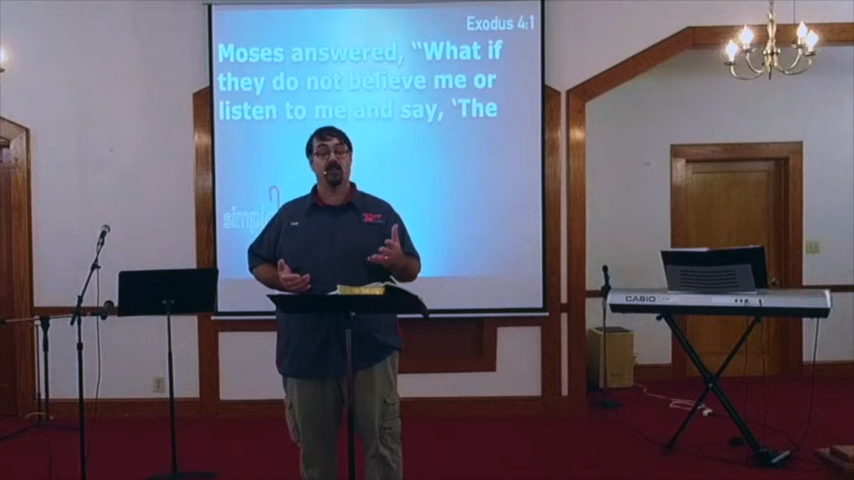 Exodus 4:1
Moses answered, “What if
they do not believe me or
listen to me and say, ‘The
simpl
CASIO